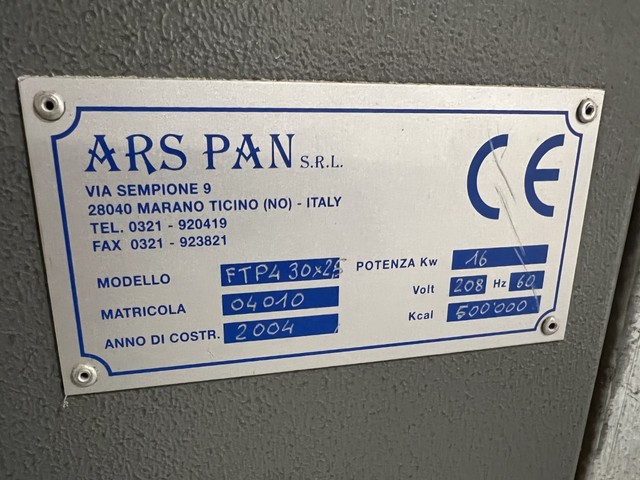 ARS PAN S.R.L.
VIA SEMPIONE 9
28040 MARANO TICINO (NO) - ITALY
TEL. 0321 - 920419
FAX 0321 - 923821
CE
MODELLO FTP4 30x25
MATRICOLA 04010
ANNO DI COSTR. 2004
POTENZA Kw 16
Volt 208 Hz 60
Kcal 500'000